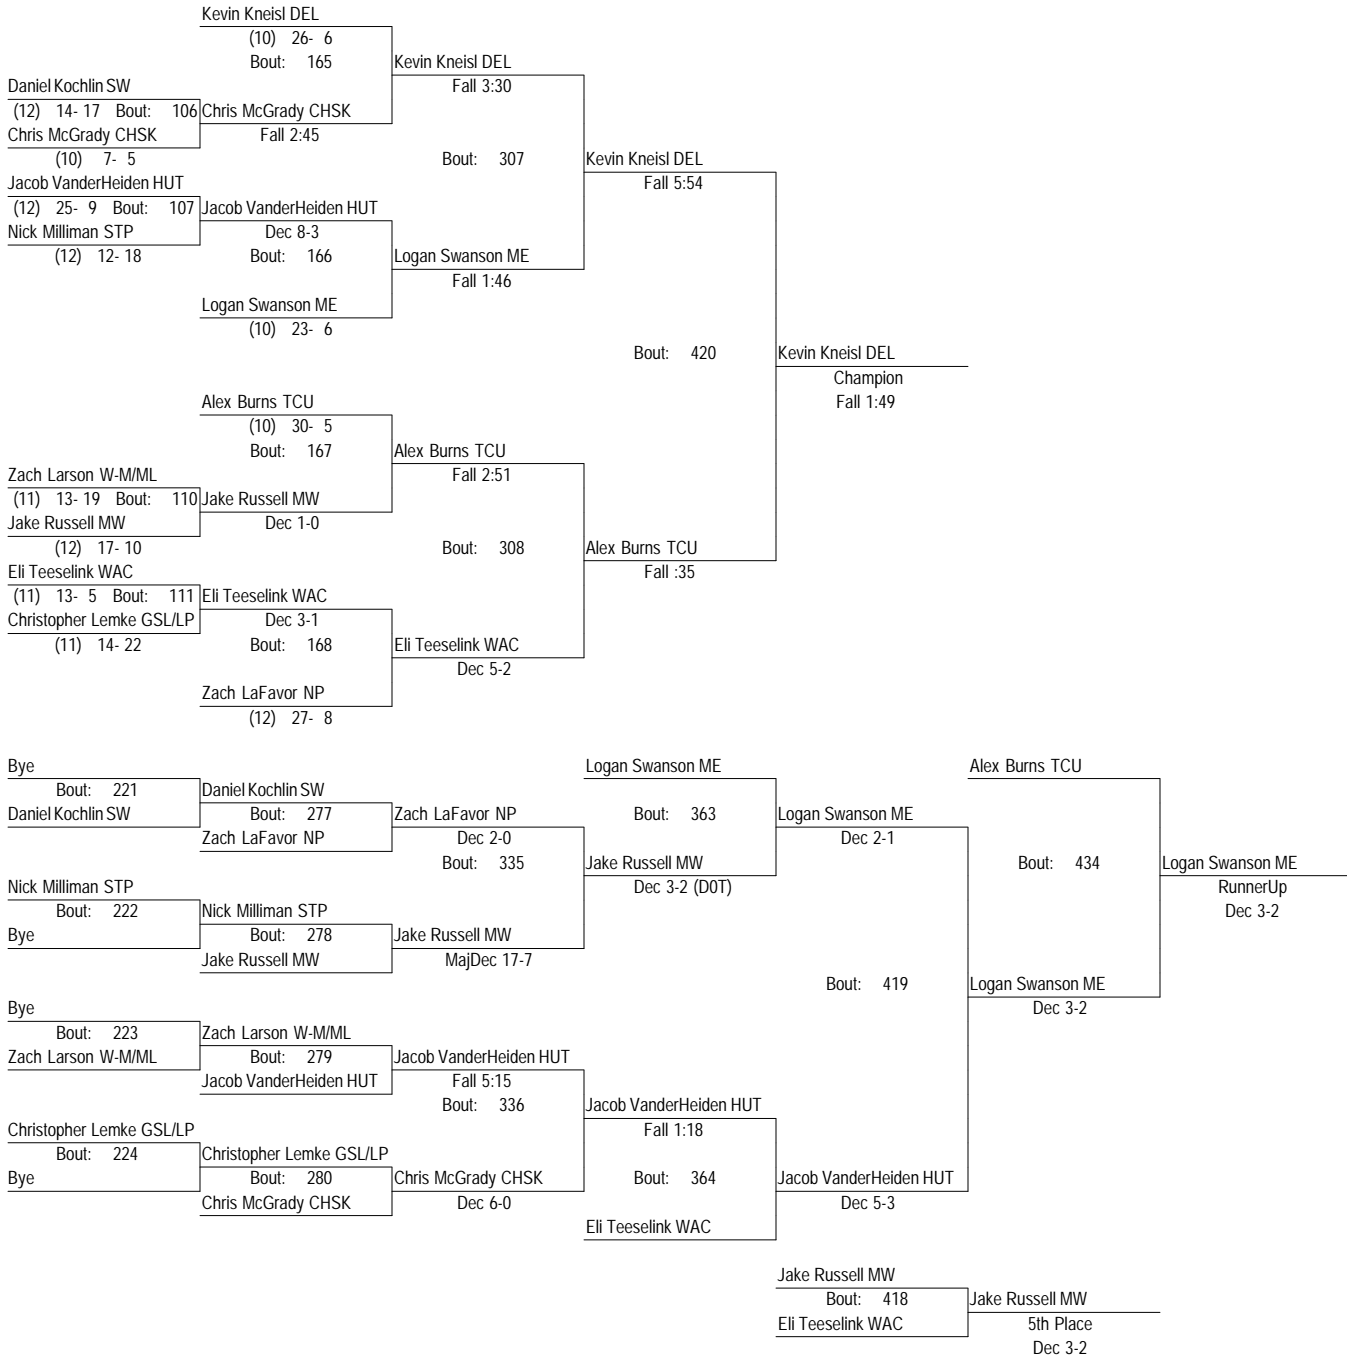 Kevin Kneisl DEL
(10) 26- 6
Bout: 165
Kevin Kneisl DEL
Fall 3:30
Daniel Kochlin SW
(12) 14- 17 Bout: 106
Chris McGrady CHSK
Chris McGrady CHSK
Fall 2:45
(10) 7- 5
Bout: 307
Kevin Kneisl DEL
Fall 5:54
Jacob VanderHeiden HUT
(12) 25- 9 Bout: 107
Jacob VanderHeiden HUT
Nick Milliman STP
Dec 8-3
(12) 12- 18
Bout: 166
Logan Swanson ME
Fall 1:46
Logan Swanson ME
(10) 23- 6
Bout: 420
Kevin Kneisl DEL
Champion
Fall 1:49
Alex Burns TCU
(10) 30- 5
Bout: 167
Alex Burns TCU
Fall 2:51
Zach Larson W-M/ML
(11) 13- 19 Bout: 110
Jake Russell MW
Jake Russell MW
Dec 1-0
(12) 17- 10
Bout: 308
Alex Burns TCU
Fall :35
Eli Teeselink WAC
(11) 13- 5 Bout: 111
Eli Teeselink WAC
Christopher Lemke GSL/LP
Dec 3-1
(11) 14- 22
Bout: 168
Eli Teeselink WAC
Dec 5-2
Zach LaFavor NP
(12) 27- 8
Bye
Bout: 221
Daniel Kochlin SW
Daniel Kochlin SW
Bout: 277
Zach LaFavor NP
Zach LaFavor NP
Dec 2-0
Bout: 335
Logan Swanson ME
Bout: 363
Logan Swanson ME
Dec 2-1
Jake Russell MW
Dec 3-2 (D0T)
Alex Burns TCU
Bout: 434
Logan Swanson ME
RunnerUp
Dec 3-2
Nick Milliman STP
Bout: 222
Bye
Nick Milliman STP
Bout: 278
Jake Russell MW
Jake Russell MW
MajDec 17-7
Bout: 419
Logan Swanson ME
Dec 3-2
Bye
Bout: 223
Zach Larson W-M/ML
Zach Larson W-M/ML
Bout: 279
Jacob VanderHeiden HUT
Jacob VanderHeiden HUT
Fall 5:15
Bout: 336
Jacob VanderHeiden HUT
Fall 1:18
Christopher Lemke GSL/LP
Bout: 224
Bye
Christopher Lemke GSL/LP
Bout: 280
Chris McGrady CHSK
Chris McGrady CHSK
Dec 6-0
Bout: 364
Jacob VanderHeiden HUT
Dec 5-3
Eli Teeselink WAC
Jake Russell MW
Bout: 418
Jake Russell MW
Eli Teeselink WAC
5th Place
Dec 3-2